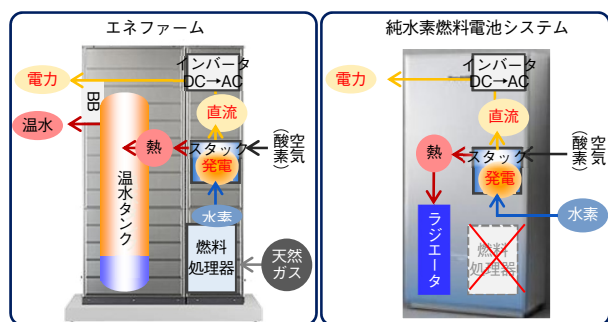 エネファーム
電力
インバータ
DC→AC
BB
直流
温水
熱
スタック
空気
(酸素)
発電
温水タンク
水素
燃料
処理器
天然
ガス
純水素燃料電池システム
電力
インバータ
DC→AC
直流
熱
スタック
空気
(酸素)
発電
水素
ラジエータ
燃料
処理器